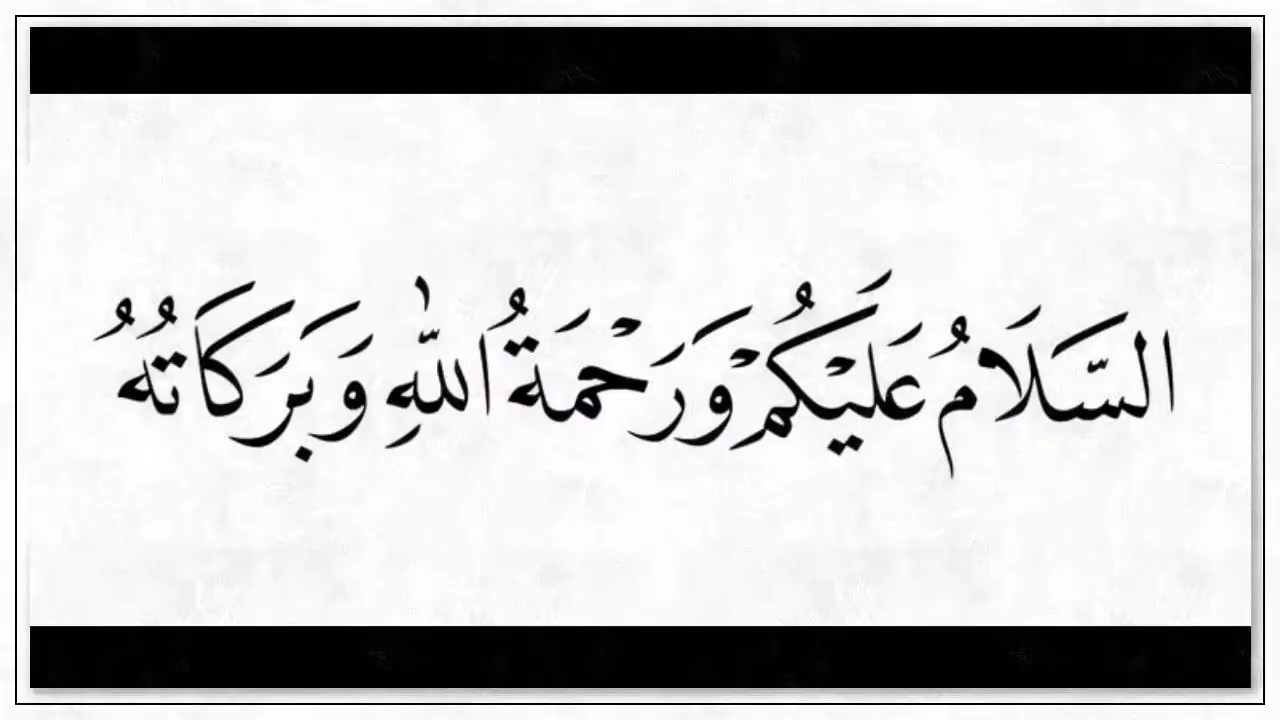 السَّلَامُ عَلَيْكُمْ وَرَحْمَةُ اللّٰهِ وَبَرَكَاتُهُ